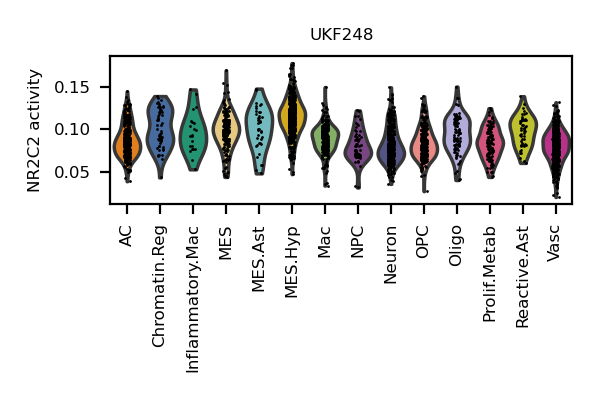 UKF248
NR2C2 activity
0.15
0.10
0.05
AC
Chromatin.Reg
Inflammatory.Mac
MES
MES.Ast
MES.Hyp
Mac
NPC
Neuron
OPC
Oligo
Prolif.Metab
Reactive.Ast
Vasc